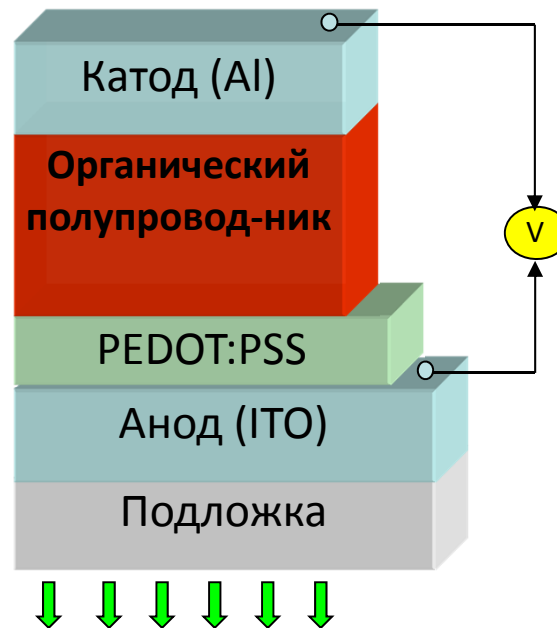 Катод (Al)
Органический
полупровод-ник
V
PEDOT:PSS
Анод (ITO)
Подложка